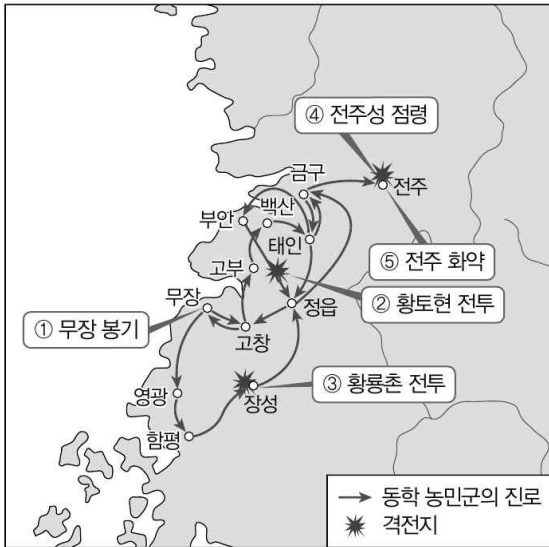 ④ 전주성 점령
금구
전주
백산
부안
태인
⑤ 전주 화약
고부
② 황토현 전투
무장
정읍
① 무장 봉기
고창
③ 황룡촌 전투
영광
장성
함평
동학 농민군의 진로
격전지